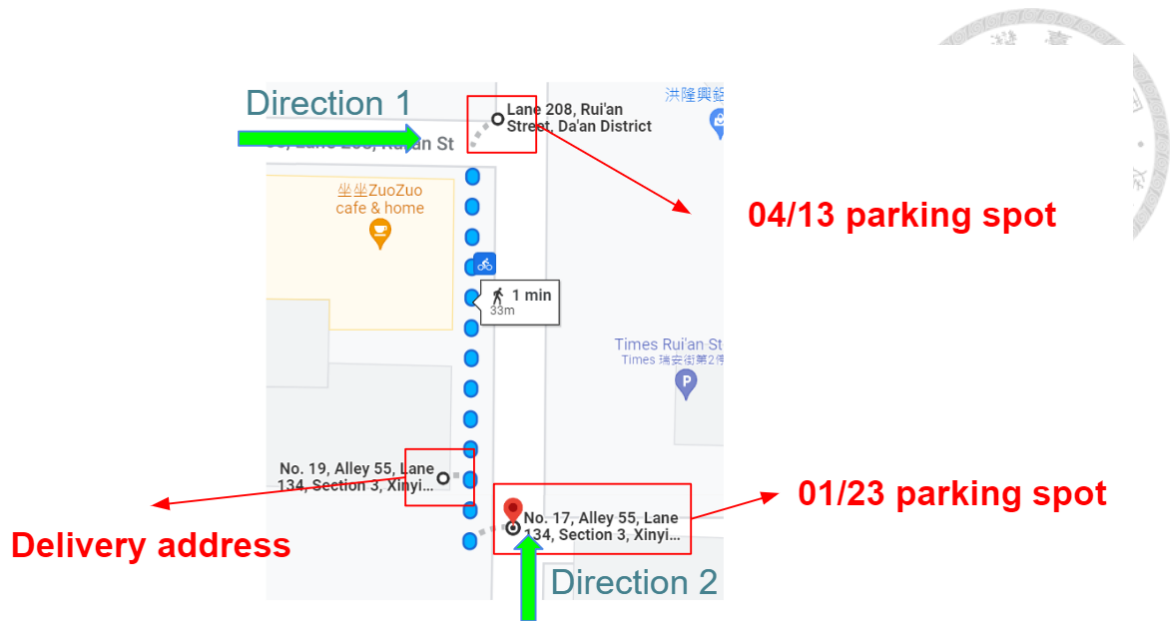 Direction 1
洪隆興鋁
Lane 208, Rui'an
Street, Da'an District
坐坐ZuoZuo
cafe & home
04/13 parking spot
1 min
33m
Times Rui'an St
Times 瑞安街第2停
P
No. 19, Alley 55, Lane
134, Section 3, Xinyi...
01/23 parking spot
No. 17, Alley 55, Lane
134, Section 3, Xinyi...
Delivery address
Direction 2